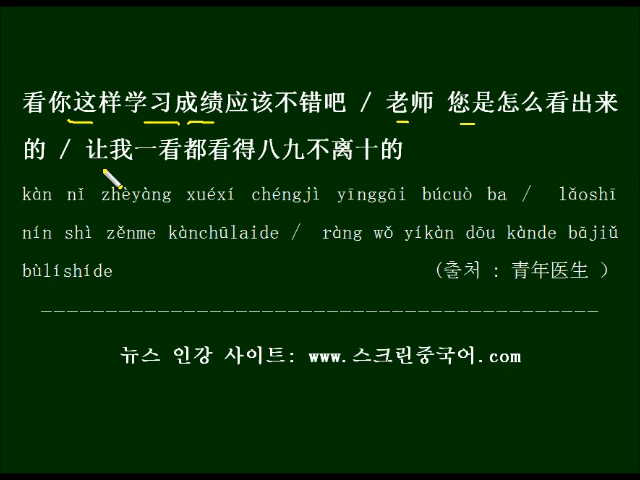 看你这样学习成绩应该不错吧 / 老师 您是怎么看出来
的 / 让我一看都看得八九不离十的
kàn nǐ zhèyàng xuéxí chéngjì yīnggāi búcuò ba / lǎoshī
nín shì zěnme kànchūlaide / ràng wǒ yíkàn dōu kànde bājiǔ
bùlíshíde (출처 : 青年医生 )
뉴스 인강 사이트: www.스크린중국어.com